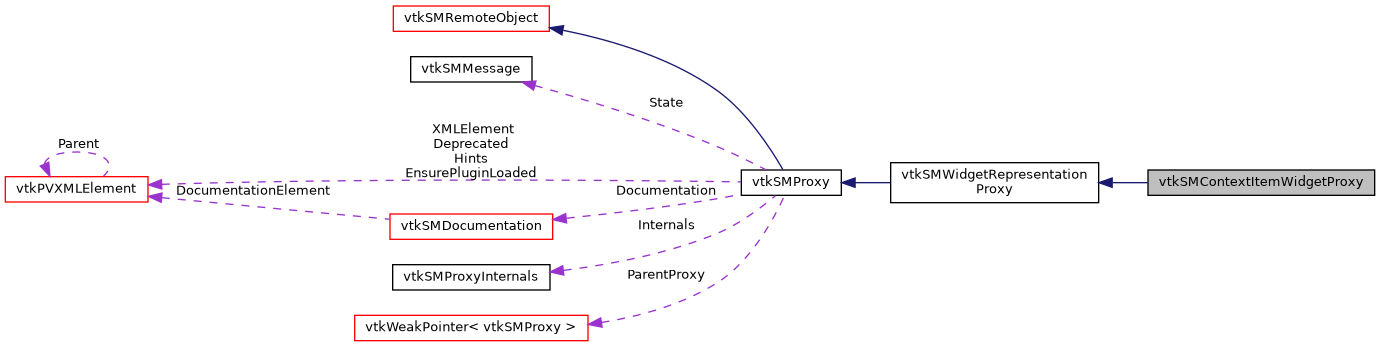 vtkSMRemoteObject
vtkSMMessage
State
XMLElement
Deprecated
Hints
EnsurePluginLoaded
Parent
vtkPVXMLElement
DocumentationElement
Documentation
vtkSMProxy
vtkSMWidgetRepresentation
Proxy
vtkSMContextItemWidgetProxy
vtkSMDocumentation
Internals
vtkSMProxyInternals
ParentProxy
vtkWeakPointer< vtkSMProxy >